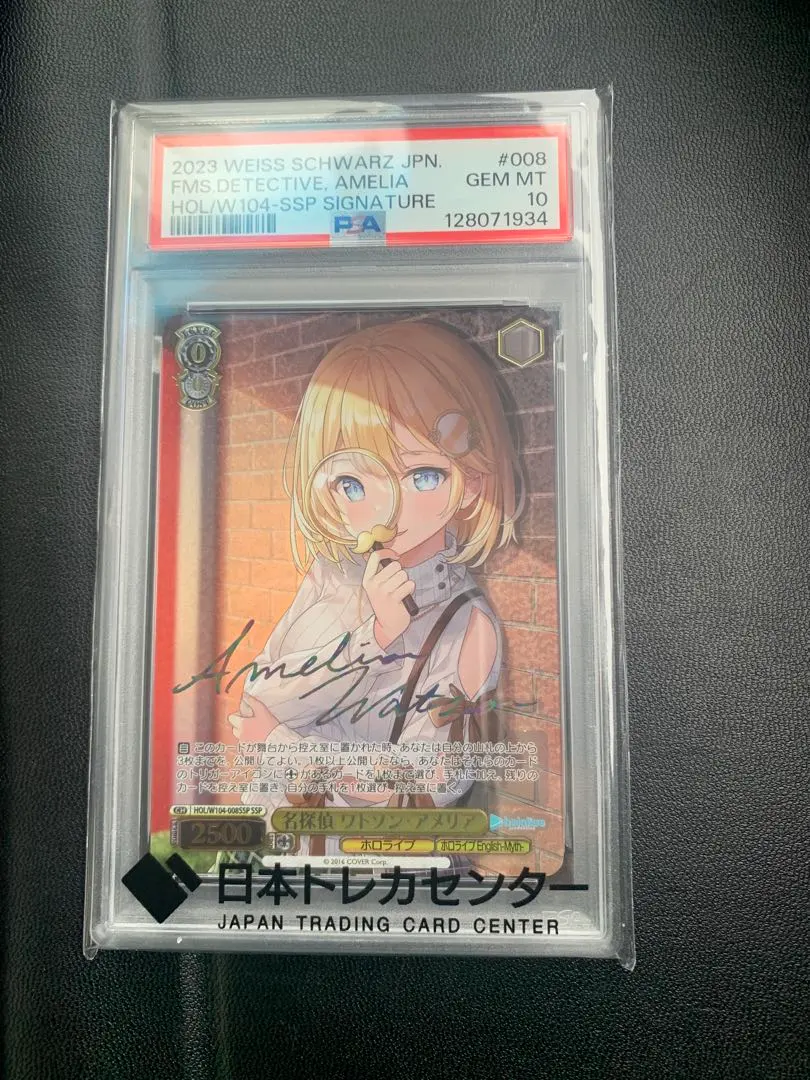 2023 WEISS SCHWARZ JPN. #008
FMS.DETECTIVE, AMELIA GEM MT
HOL/W104-SSP SIGNATURE 10
PSA 128071934
LEVEL
0
0
COST
Amelia
Watson
自 このカードが舞台から控え室に置かれた時、あなたは自分の山札の上から
3枚までを、公開してよい。1枚以上公開したなら、あなたはそれらのカード
のトリガーアイコンに があるカードを1枚まで選び、手札に加え、残りの
カードを控え室に置き、自分の手札を1枚選び、控え室に置く。
CH HOL/W104-008SSP SSP
2500
名探偵 ワトソン・アメリア
hololive
ホロライブ ホロライブEnglish-Myth-
© 2016 COVER Corp.
日本トレカセンター
JAPAN TRADING CARD CENTER